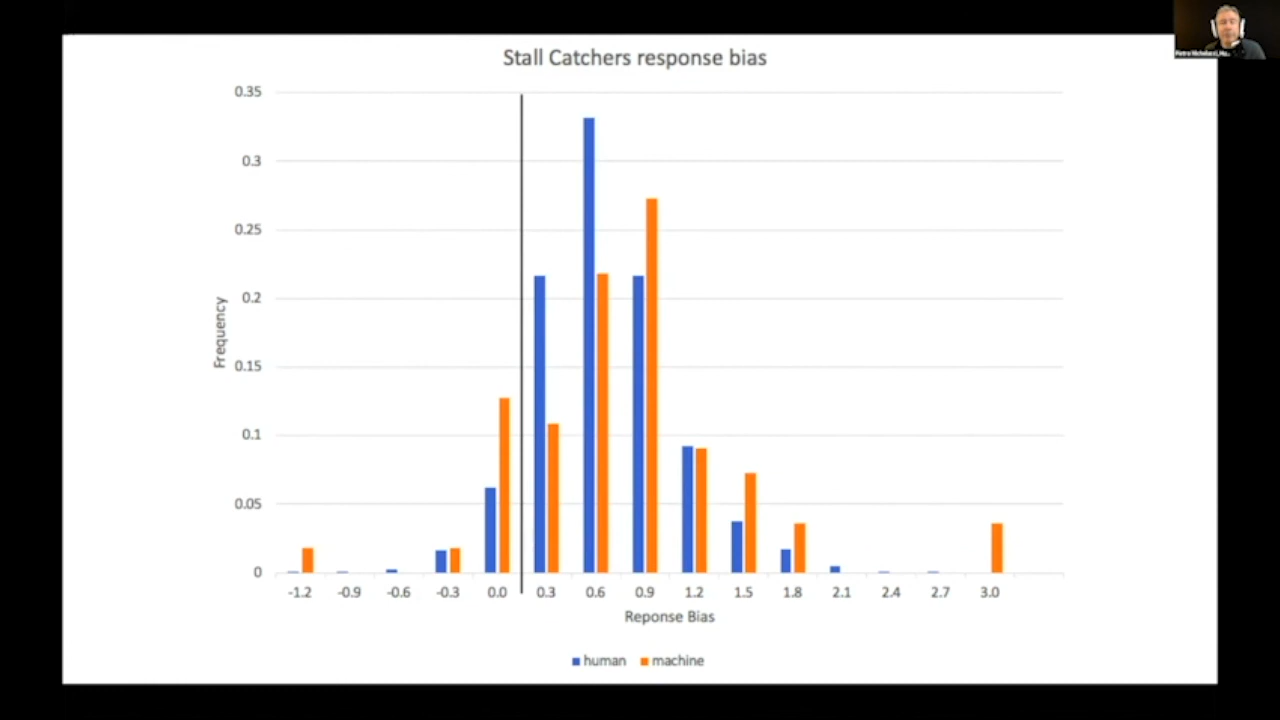 Stall Catchers response bias
0.35
0.3
0.25
0.2
0.15
0.1
0.05
0
Frequency
-1.2 -0.9 -0.6 -0.3 0.0 0.3 0.6 0.9 1.2 1.5 1.8 2.1 2.4 2.7 3.0
Reponse Bias
human machine